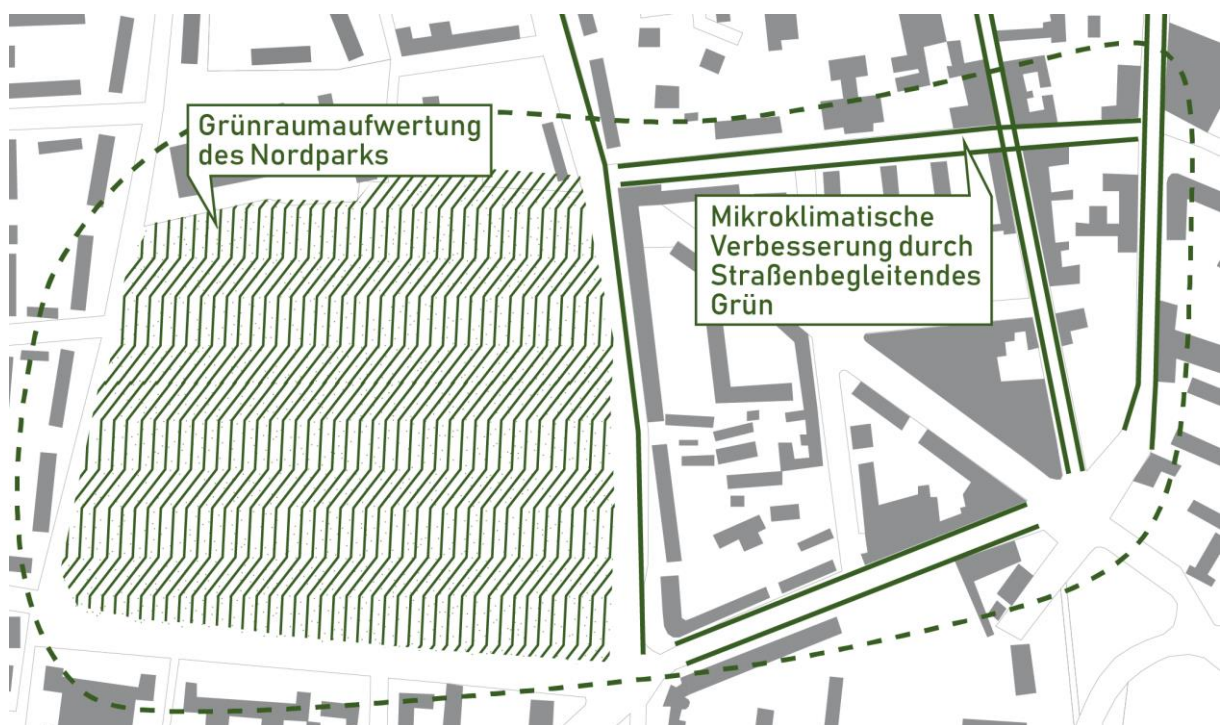 Grünraumaufwertung
des Nordparks
Mikroklimatische
Verbesserung durch
Straßenbegleitendes
Grün